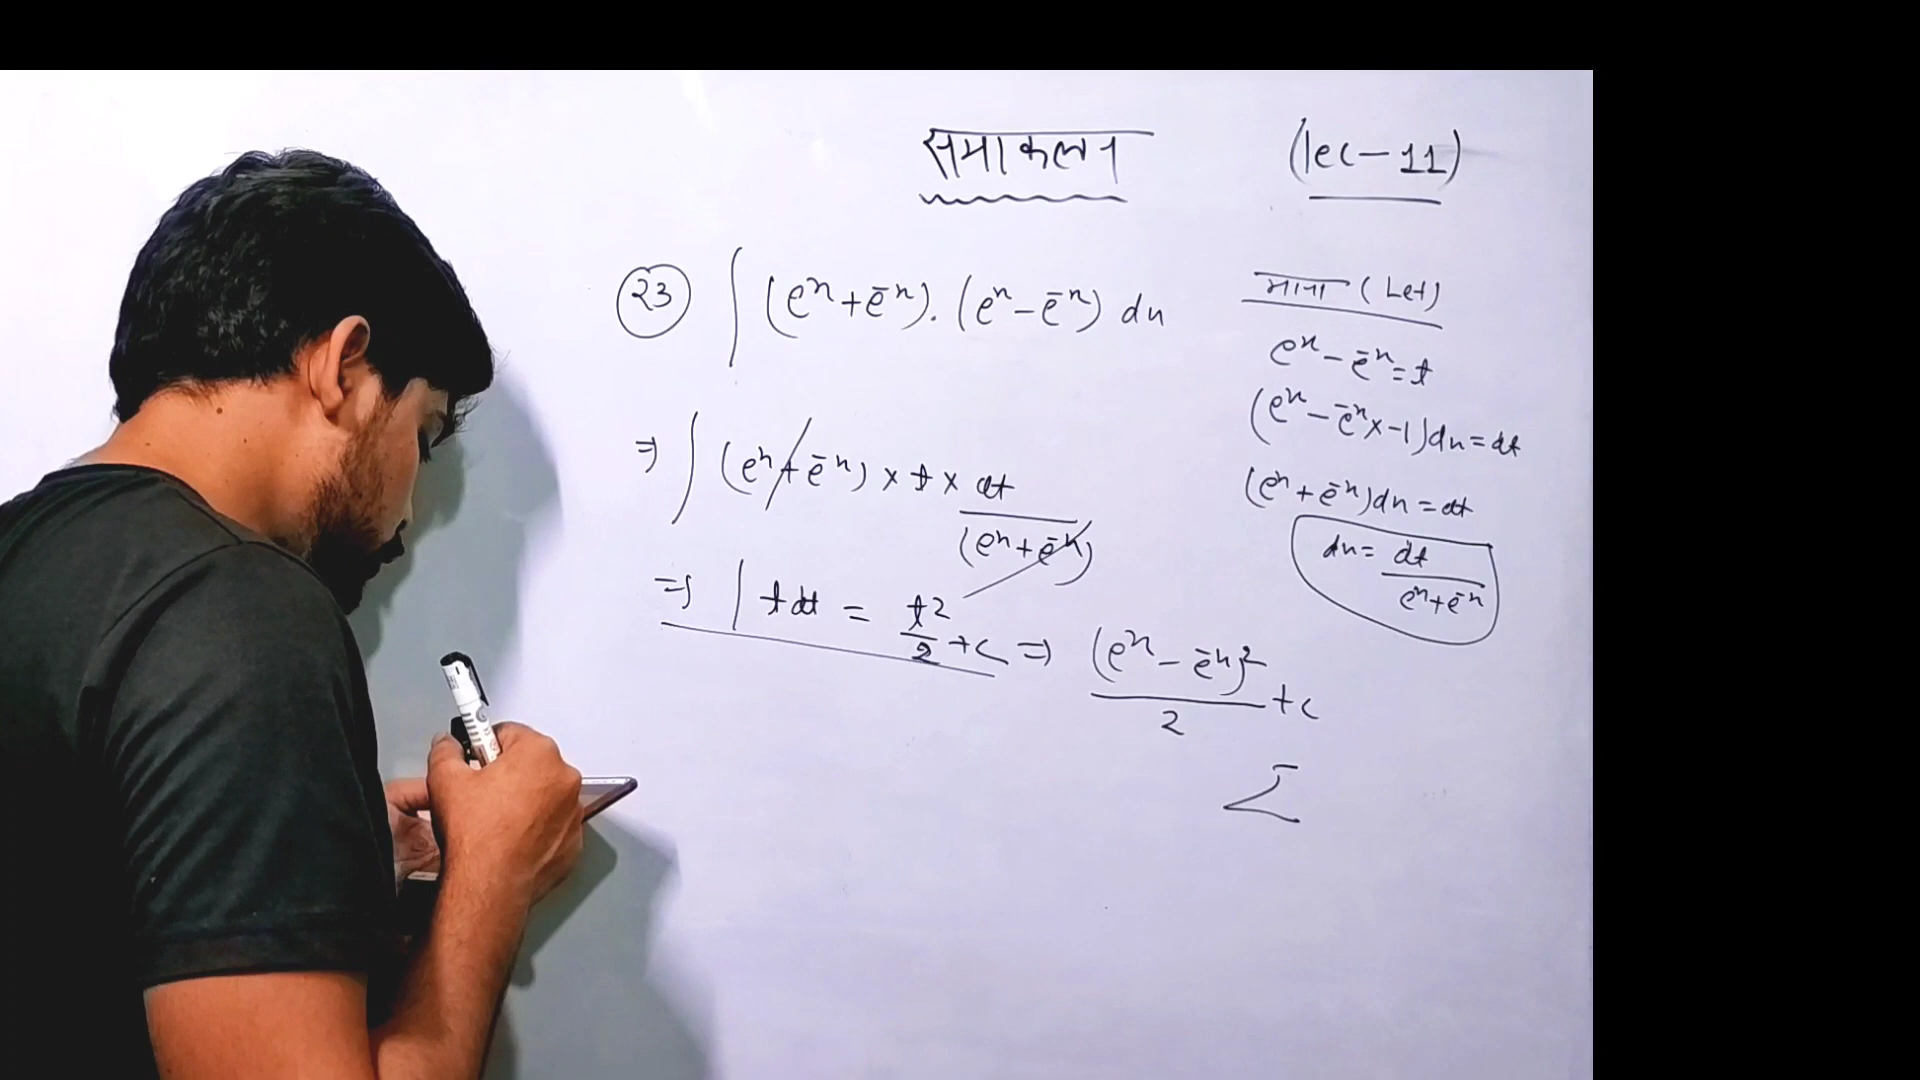 समाकलन (lec-11)
23 ∫ (eˣ+e⁻ˣ).(eˣ-e⁻ˣ) dx
माना (Let)
eˣ-e⁻ˣ=t
(eˣ-e⁻ˣx-1)dx=dt
(eˣ+e⁻ˣ)dx=dt
dx= dt
eˣ+e⁻ˣ
⇒ ∫ (eˣ+e⁻ˣ) x t x dt
(eˣ+e⁻ˣ)
⇒ ∫ t dt = t²/2 +c ⇒ (eˣ-e⁻ˣ)²/2 +c